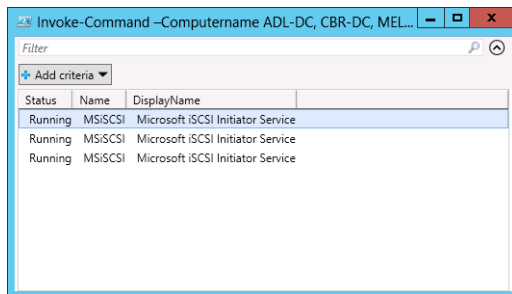 Invoke-Command –Computername ADL-DC, CBR-DC, MEL...
Filter
Add criteria
Status Name DisplayName
Running MSiSCSI Microsoft iSCSI Initiator Service
Running MSiSCSI Microsoft iSCSI Initiator Service
Running MSiSCSI Microsoft iSCSI Initiator Service